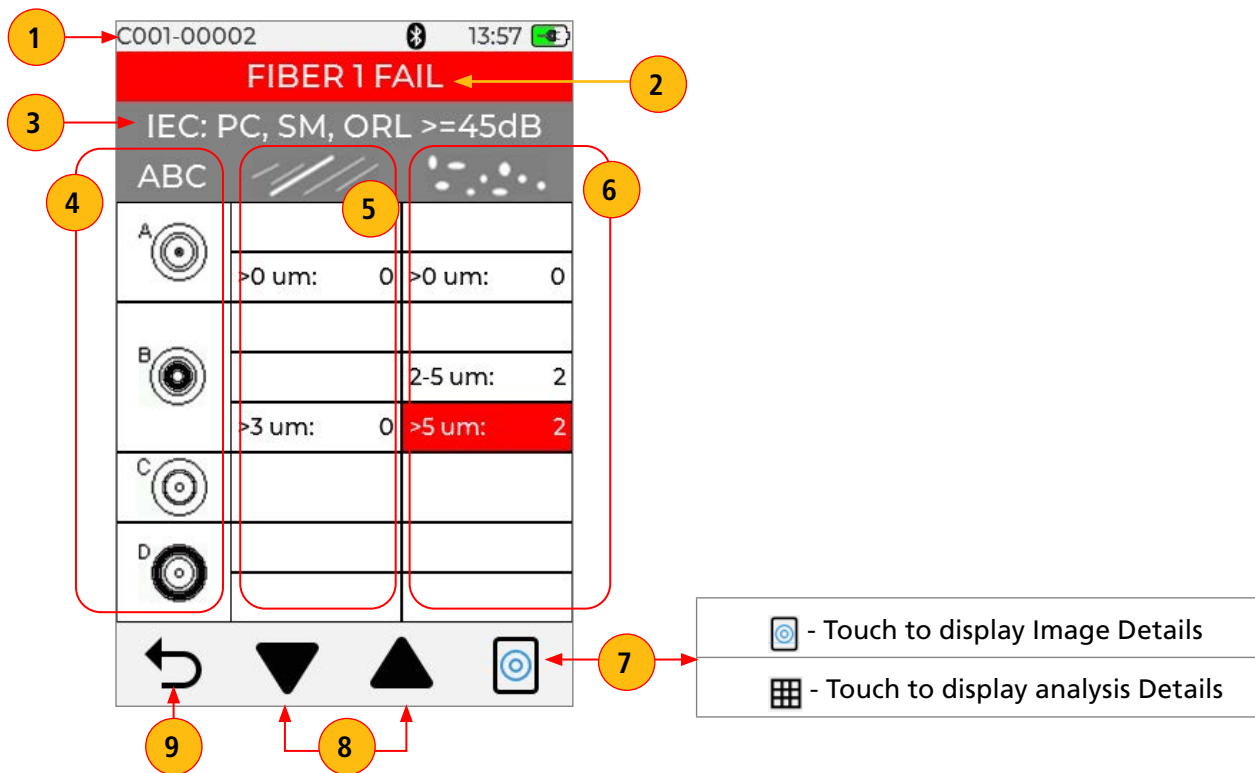 1
C001-00002 13:57
FIBER 1 FAIL
2
3
IEC: PC, SM, ORL >=45dB
ABC
4
5
6
A
>0 um: 0 >0 um: 0
B
2-5 um: 2
>3 um: 0 >5 um: 2
C
D
7
- Touch to display Image Details
- Touch to display analysis Details
9
8